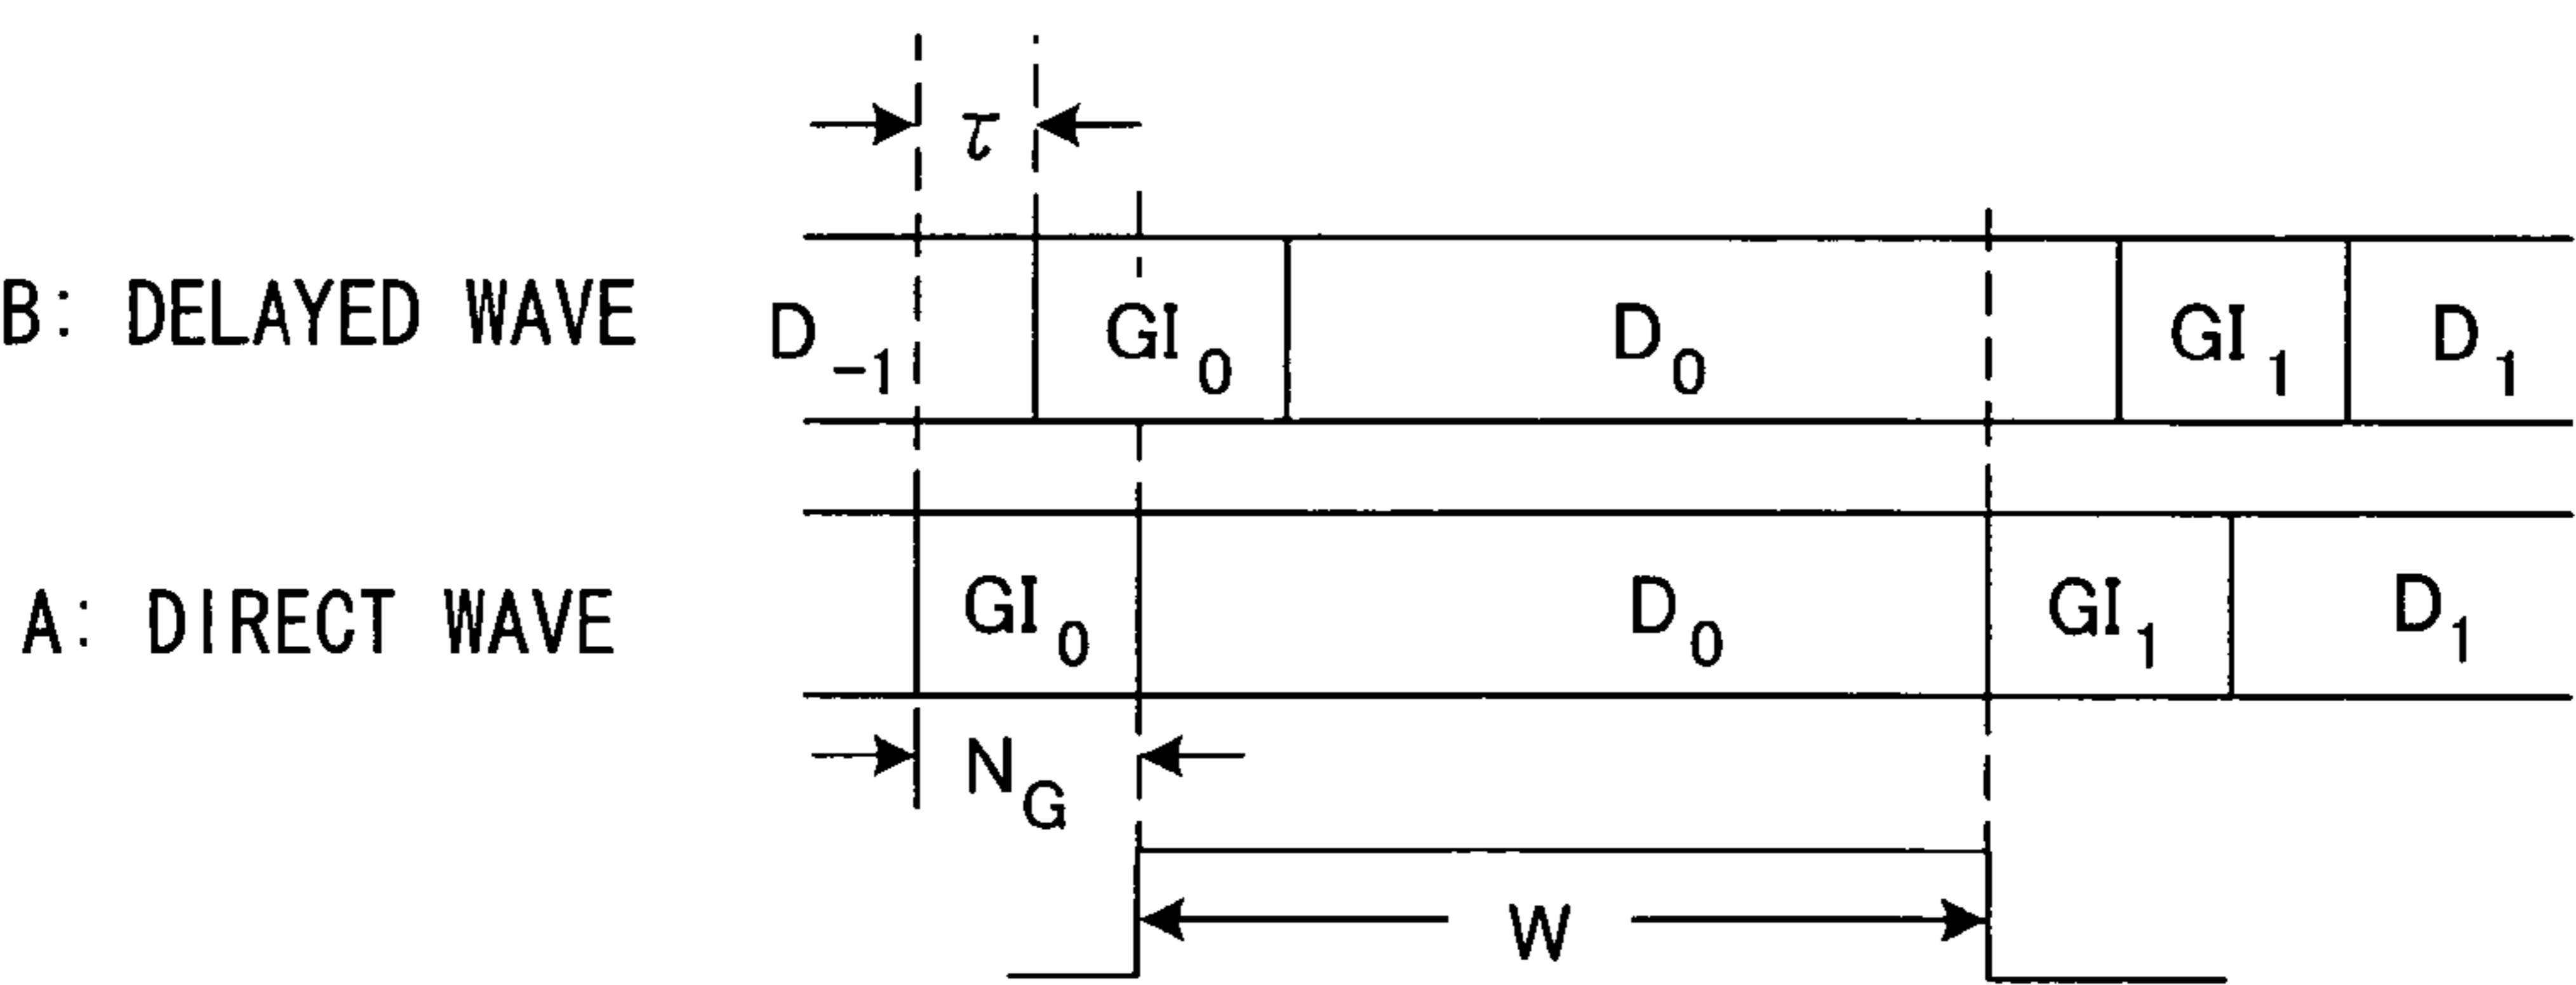 τ
B: DELAYED WAVE D₋₁ GI₀ D₀ GI₁ D₁
A: DIRECT WAVE GI₀ D₀ GI₁ D₁
N_G
W